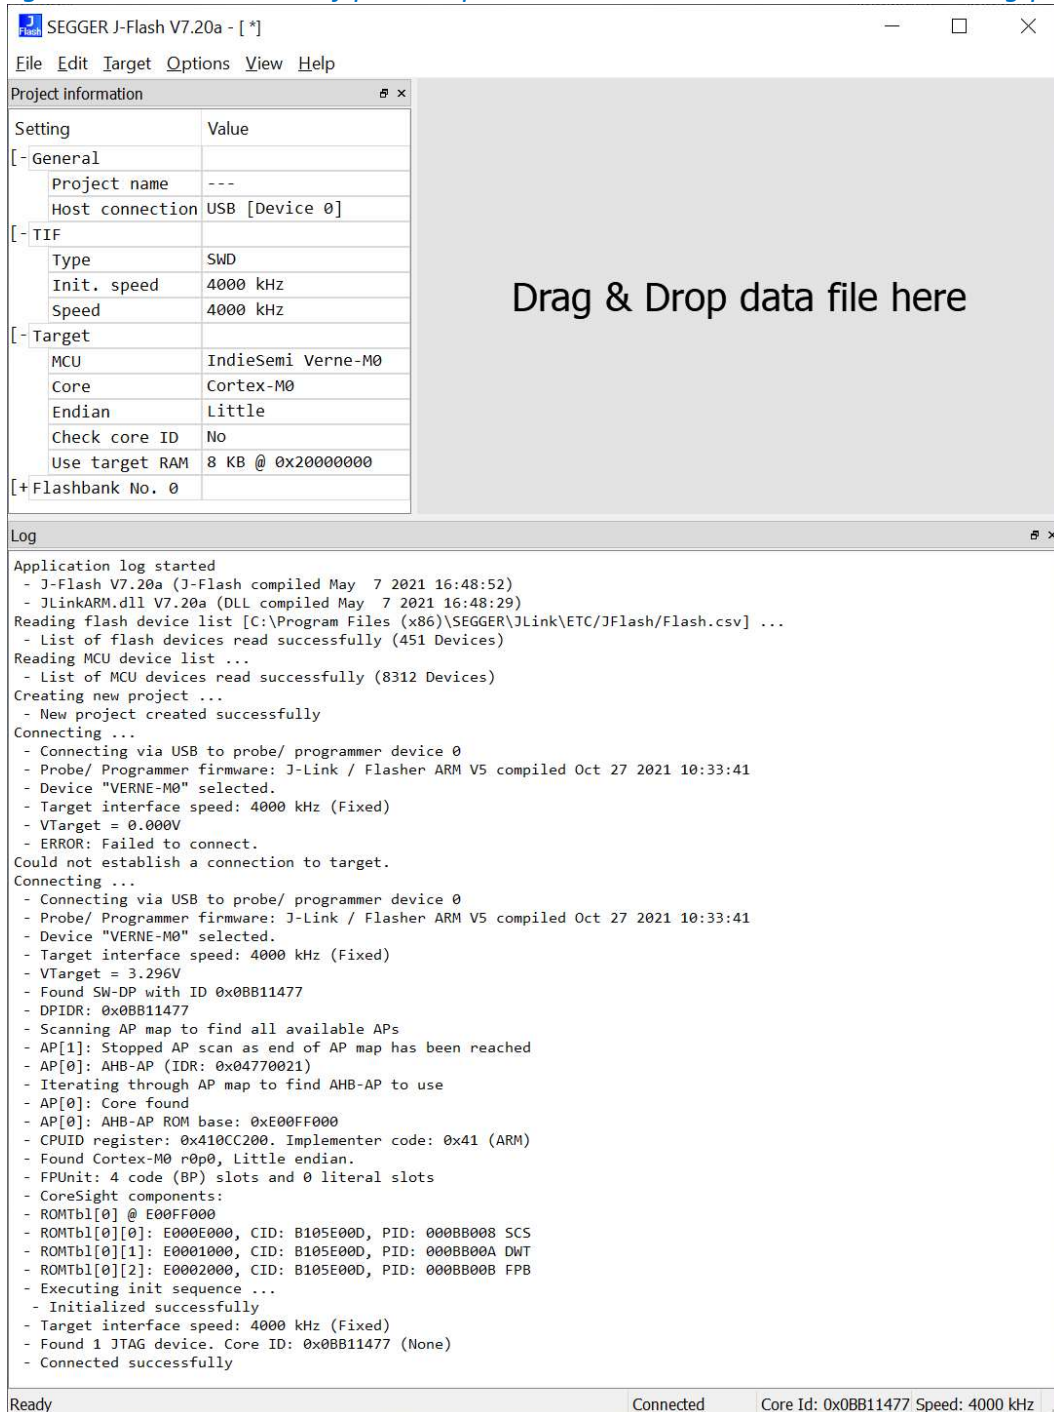 SEGGER J-Flash V7.20a - [ *]
File Edit Target Options View Help
Project information
Setting Value
[-General
Project name ---
Host connection USB [Device 0]
[-TIF
Type SWD
Init. speed 4000 kHz
Speed 4000 kHz
[-Target
MCU IndieSemi Verne-M0
Core Cortex-M0
Endian Little
Check core ID No
Use target RAM 8 KB @ 0x20000000
[+Flashbank No. 0
Drag & Drop data file here
Log
Application log started
- J-Flash V7.20a (J-Flash compiled May  7 2021 16:48:52)
- JLinkARM.dll V7.20a (DLL compiled May  7 2021 16:48:29)
Reading flash device list [C:\Program Files (x86)\SEGGER\JLink\ETC/JFlash/Flash.csv] ...
- List of flash devices read successfully (451 Devices)
Reading MCU device list ...
- List of MCU devices read successfully (8312 Devices)
Creating new project ...
- New project created successfully
Connecting ...
- Connecting via USB to probe/ programmer device 0
- Probe/ Programmer firmware: J-Link / Flasher ARM V5 compiled Oct 27 2021 10:33:41
- Device "VERNE-M0" selected.
- Target interface speed: 4000 kHz (Fixed)
- VTarget = 0.000V
- ERROR: Failed to connect.
Could not establish a connection to target.
Connecting ...
- Connecting via USB to probe/ programmer device 0
- Probe/ Programmer firmware: J-Link / Flasher ARM V5 compiled Oct 27 2021 10:33:41
- Device "VERNE-M0" selected.
- Target interface speed: 4000 kHz (Fixed)
- VTarget = 3.296V
- Found SW-DP with ID 0x0BB11477
- DPIDR: 0x0BB11477
- Scanning AP map to find all available APs
- AP[1]: Stopped AP scan as end of AP map has been reached
- AP[0]: AHB-AP (IDR: 0x04770021)
- Iterating through AP map to find AHB-AP to use
- AP[0]: Core found
- AP[0]: AHB-AP ROM base: 0xE00FF000
- CPUID register: 0x410CC200. Implementer code: 0x41 (ARM)
- Found Cortex-M0 r0p0, Little endian.
- FPUnit: 4 code (BP) slots and 0 literal slots
- CoreSight components:
- ROMTbl[0] @ E00FF000
- ROMTbl[0][0]: E000E000, CID: B105E00D, PID: 000BB008 SCS
- ROMTbl[0][1]: E0001000, CID: B105E00D, PID: 000BB00A DWT
- ROMTbl[0][2]: E0002000, CID: B105E00D, PID: 000BB00B FPB
- Executing init sequence ...
- Initialized successfully
- Target interface speed: 4000 kHz (Fixed)
- Found 1 JTAG device. Core ID: 0x0BB11477 (None)
- Connected successfully
Ready Connected Core Id: 0x0BB11477 Speed: 4000 kHz